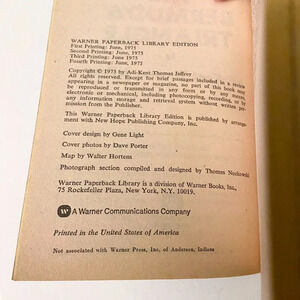 WARNER PAPERBACK LIBRARY EDITION
First Printing: June, 1975
Second Printing: June, 1975
Third Printing: June, 1975
Fourth Printing: June, 1975
Copyright © 1975 by Adi-Kent Thomas Jeffrey
All rights reserved. Except for brief passages included in a review
appearing in a newspaper or magazine, no part of this book may
be reproduced or transmitted in any form or by any means,
electronic or mechanical, including photocopying, recording, or by
any information storage and retrieval system without written per-
mission from the Publisher.
This Warner Paperback Library Edition is published by arrange-
ment with New Hope Publishing Company, Inc.
Cover design by Gene Light
Cover photos by Dave Porter
Map by Walter Hortens
Photograph section compiled and designed by Thomas Nozkowski
Warner Paperback Library is a division of Warner Books, Inc.,
75 Rockefeller Plaza, New York, N.Y. 10019.
A Warner Communications Company
Printed in the United States of America
Not associated with Warner Press, Inc. of Anderson, Indiana